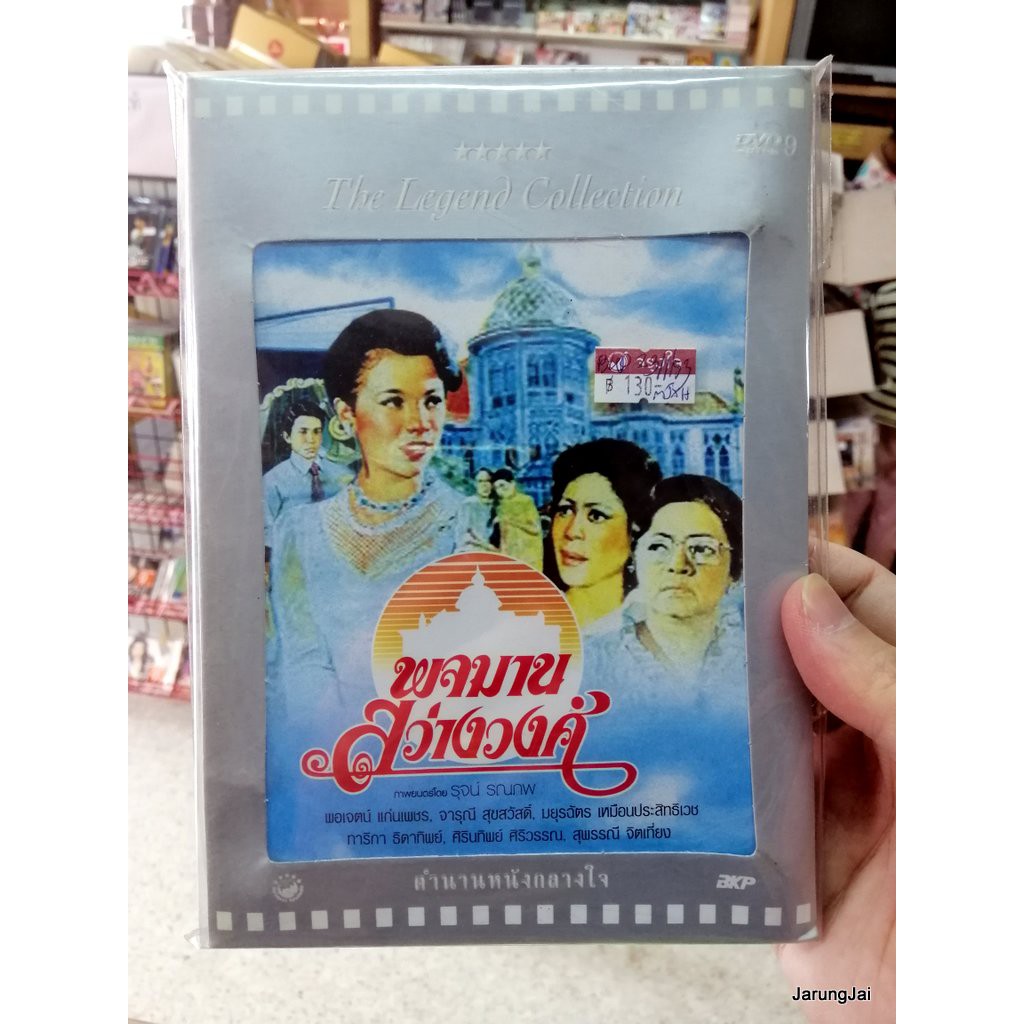 ★★★★★
DVD9
The Legend Collection
฿ 130.-
พจมาน
สว่างวงศ์
ภาพยนตร์โดย รุจน์ รณภพ
พอเจตน์ แก่นเพชร, จารุณี สุขสวัสดิ์, มยุรฉัตร เหมือนประสิทธิเวช
ทาริกา ธิดาทิพย์, ศิรินทิพย์ ศิริวรรณ, สุพรรณี จิตเที่ยง
ตำนานหนังกลางใจ
BKP
JarungJai